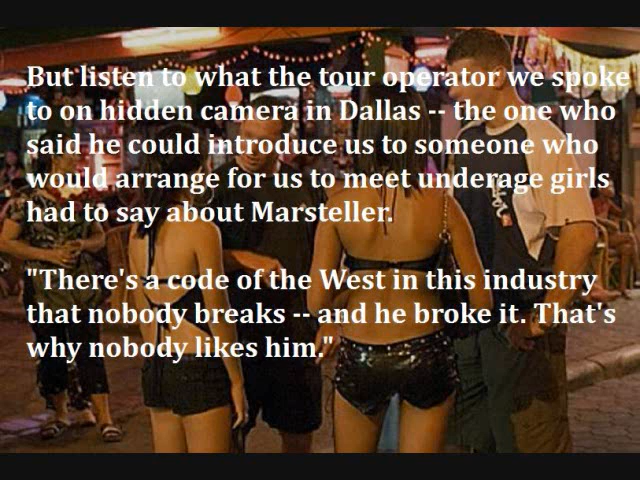 But listen to what the tour operator we spoke
to on hidden camera in Dallas -- the one who
said he could introduce us to someone who
would arrange for us to meet underage girls
had to say about Marsteller.
"There's a code of the West in this industry
that nobody breaks -- and he broke it. That's
why nobody likes him."